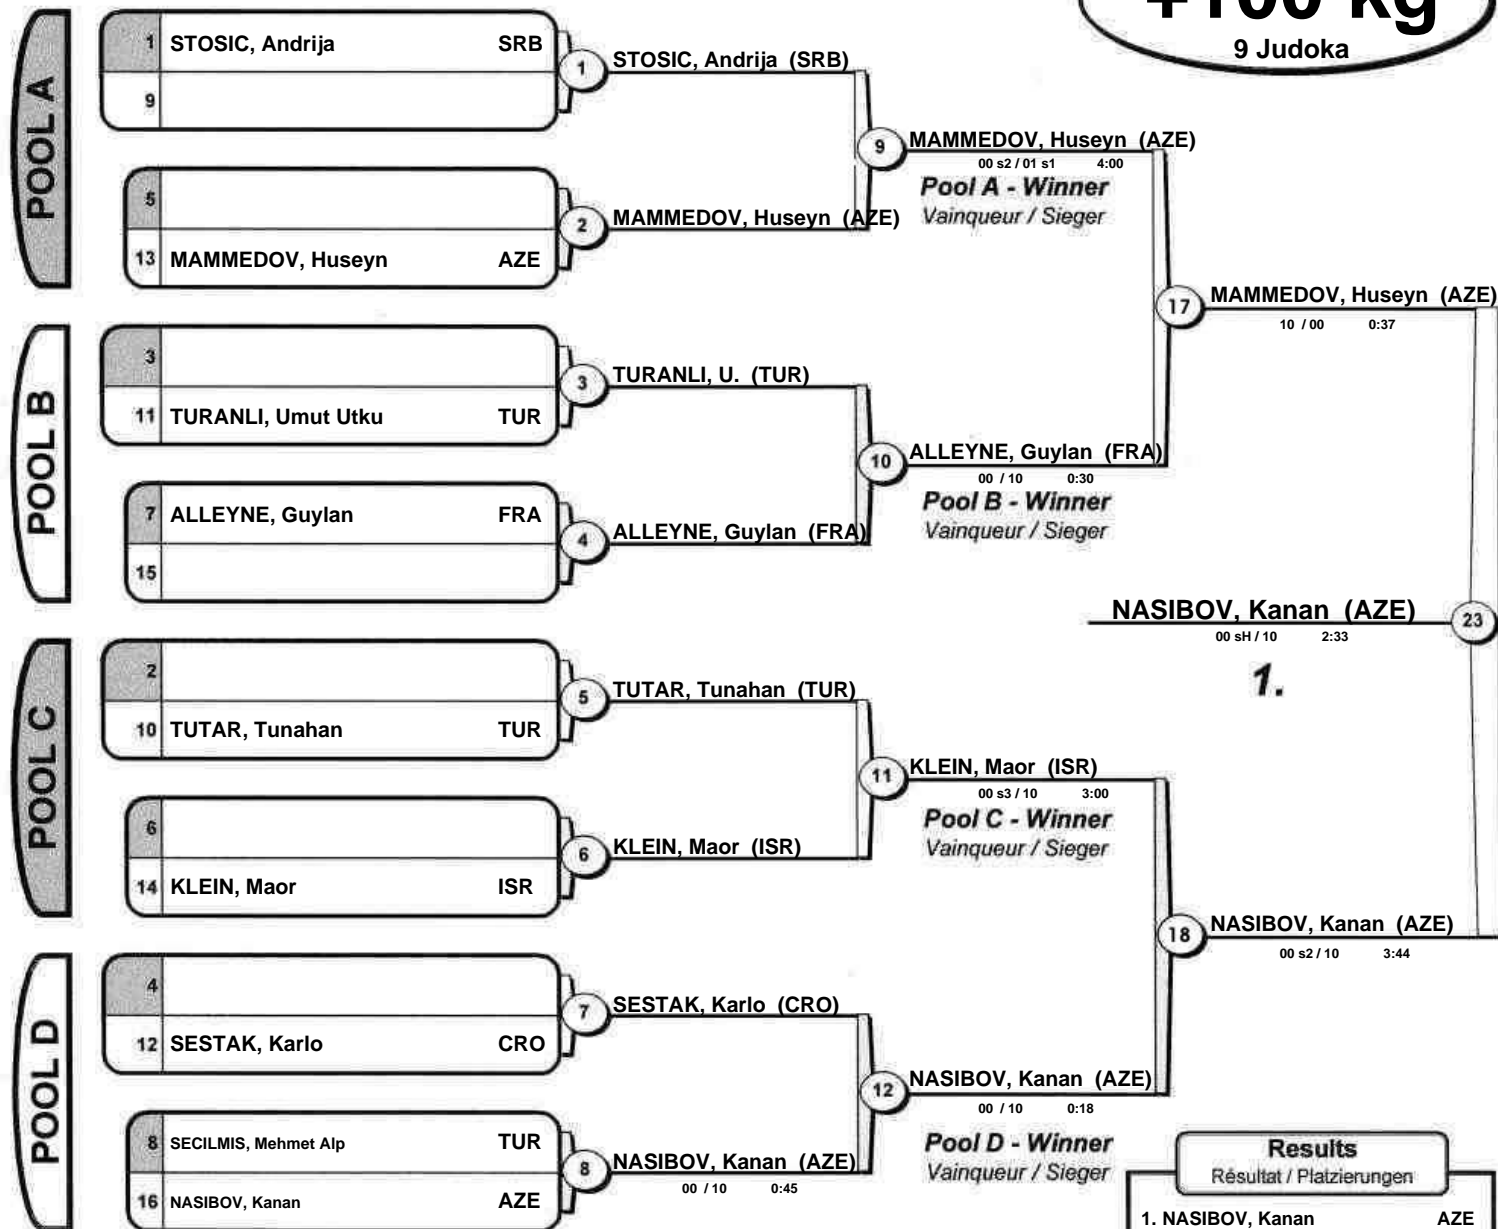 +100 kg
9 Judoka
POOL A
1 STOSIC, Andrija SRB
9
1
STOSIC, Andrija (SRB)
5
13 MAMMEDOV, Huseyn AZE
2
MAMMEDOV, Huseyn (AZE)
9
MAMMEDOV, Huseyn (AZE)
00 s2 / 01 s1 4:00
Pool A - Winner
Vainqueur / Sieger
POOL B
3
11 TURANLI, Umut Utku TUR
3
TURANLI, U. (TUR)
7 ALLEYNE, Guylan FRA
15
4
ALLEYNE, Guylan (FRA)
10
ALLEYNE, Guylan (FRA)
00 / 10 0:30
Pool B - Winner
Vainqueur / Sieger
17
MAMMEDOV, Huseyn (AZE)
10 / 00 0:37
NASIBOV, Kanan (AZE)
23
00 sH / 10 2:33
1.
POOL C
2
10 TUTAR, Tunahan TUR
5
TUTAR, Tunahan (TUR)
6
14 KLEIN, Maor ISR
6
KLEIN, Maor (ISR)
11
KLEIN, Maor (ISR)
00 s3 / 10 3:00
Pool C - Winner
Vainqueur / Sieger
POOL D
4
12 SESTAK, Karlo CRO
7
SESTAK, Karlo (CRO)
8 SECILMIS, Mehmet Alp TUR
16 NASIBOV, Kanan AZE
8
NASIBOV, Kanan (AZE)
00 / 10 0:45
12
NASIBOV, Kanan (AZE)
00 / 10 0:18
Pool D - Winner
Vainqueur / Sieger
18
NASIBOV, Kanan (AZE)
00 s2 / 10 3:44
Results
Résultat / Platzierungen
1. NASIBOV, Kanan AZE